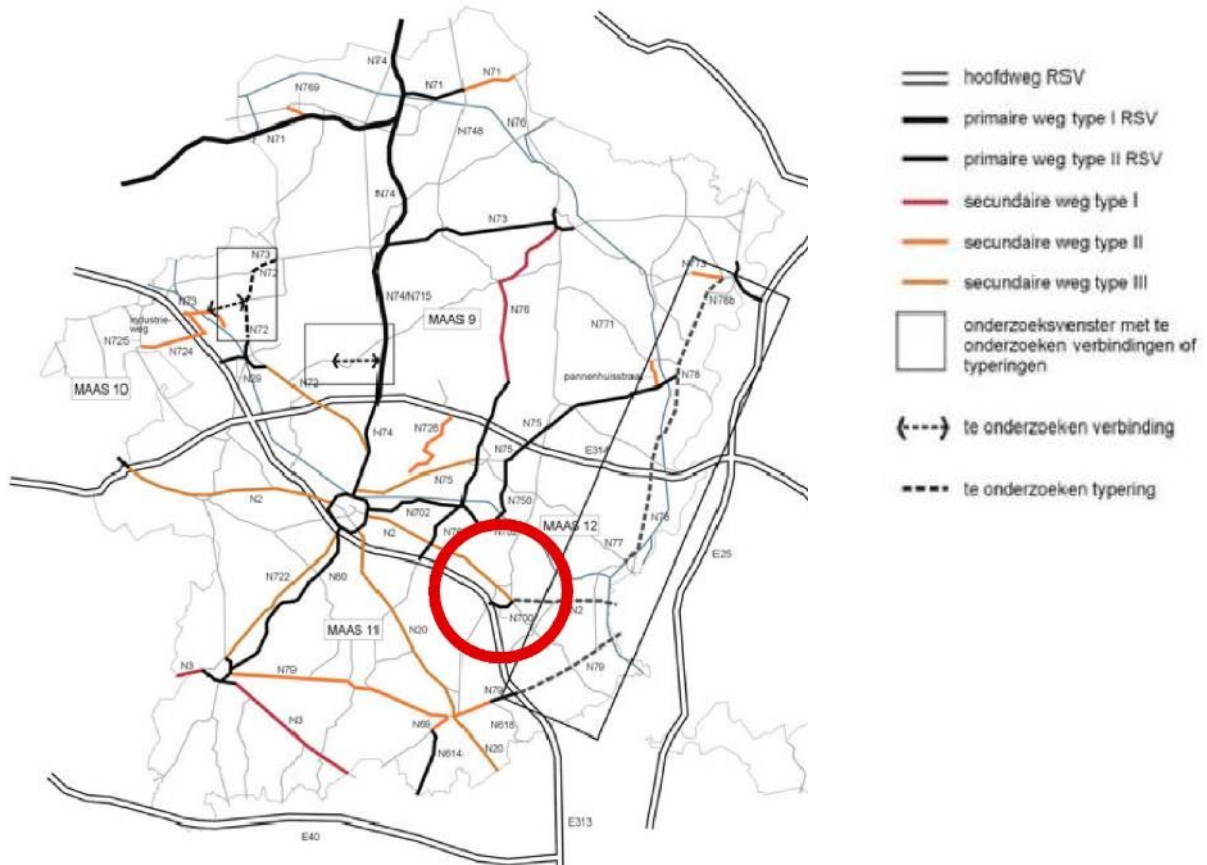 N74
N71
N71
N769
N71
N748
N76
N74
N73
N73
N72
N74/N715
MAAS 9
N76
N73
industrie-
weg
N725
N724
N72
MAAS 10
N29
N72
N771
N773
N78b
pannenhuisstraat
N78
N74
N726
N75
N75
E314
N75
N2
N702
N2
N750
MAAS 12
N78
N77
E25
N722
N80
N700
N2
MAAS 11
N20
N79
N3
N79
N3
N79
N69
N618
N614
N20
E313
E40
hoofdweg RSV
primaire weg type I RSV
primaire weg type II RSV
secundaire weg type I
secundaire weg type II
secundaire weg type III
onderzoeksvenster met te
onderzoeken verbindingen of
typeringen
te onderzoeken verbinding
te onderzoeken typering